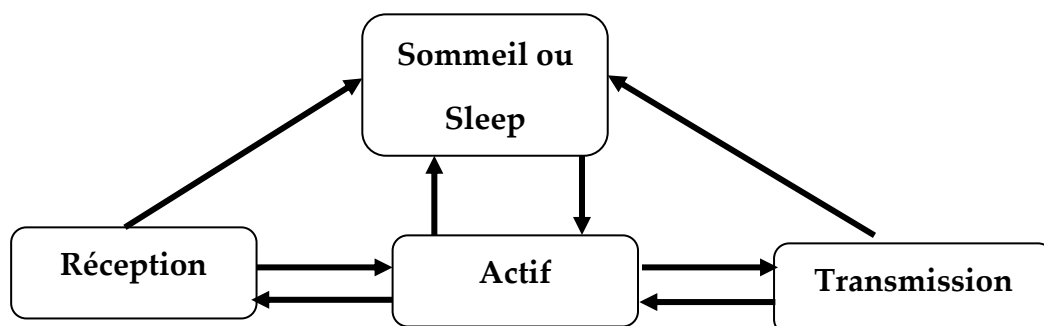 Sommeil ou
Sleep
Réception
Actif
Transmission